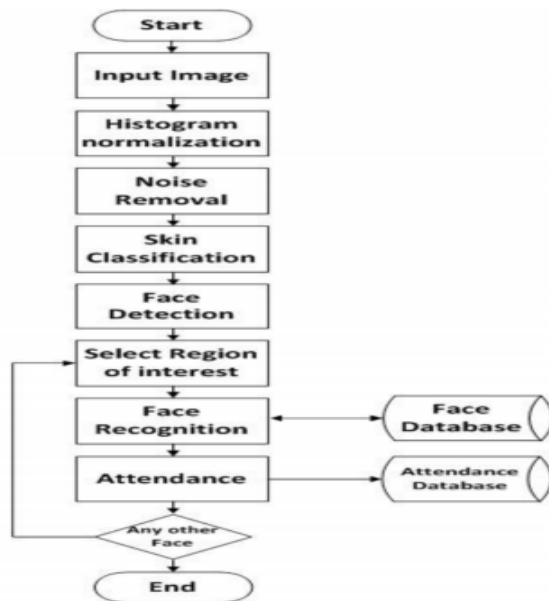 Start
Input Image
Histogram
normalization
Noise
Removal
Skin
Classification
Face
Detection
Select Region
of interest
Face
Recognition
Face
Database
Attendance
Attendance
Database
Any other
Face
End